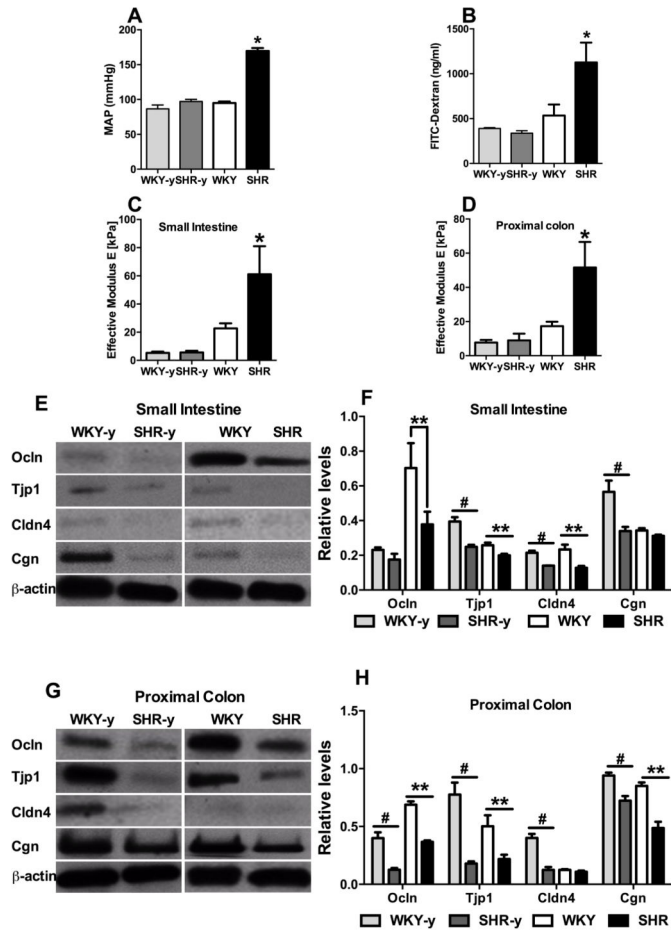 A
MAP (mmHg)
200
150
100
50
0
*
WKY-y SHR-y WKY SHR
B
FITC-Dextran (ng/ml)
1500
1000
500
0
*
WKY-y SHR-y WKY SHR
C
Small Intestine
Effective Modulus E [kPa]
100
80
60
40
20
0
*
WKY-y SHR-y WKY SHR
D
Proximal colon
Effective Modulus E [kPa]
80
60
40
20
0
*
WKY-y SHR-y WKY SHR
E
Small Intestine
WKY-y SHR-y WKY SHR
Ocln
Tjp1
Cldn4
Cgn
β-actin
F
Small Intestine
Relative levels
1.0
0.8
0.6
0.4
0.2
0.0
** # ** # ** #
Ocln Tjp1 Cldn4 Cgn
WKY-y SHR-y WKY SHR
G
Proximal Colon
WKY-y SHR-y WKY SHR
Ocln
Tjp1
Cldn4
Cgn
β-actin
H
Proximal Colon
Relative levels
1.5
1.0
0.5
0.0
# ** # ** # # **
Ocln Tjp1 Cldn4 Cgn
WKY-y SHR-y WKY SHR